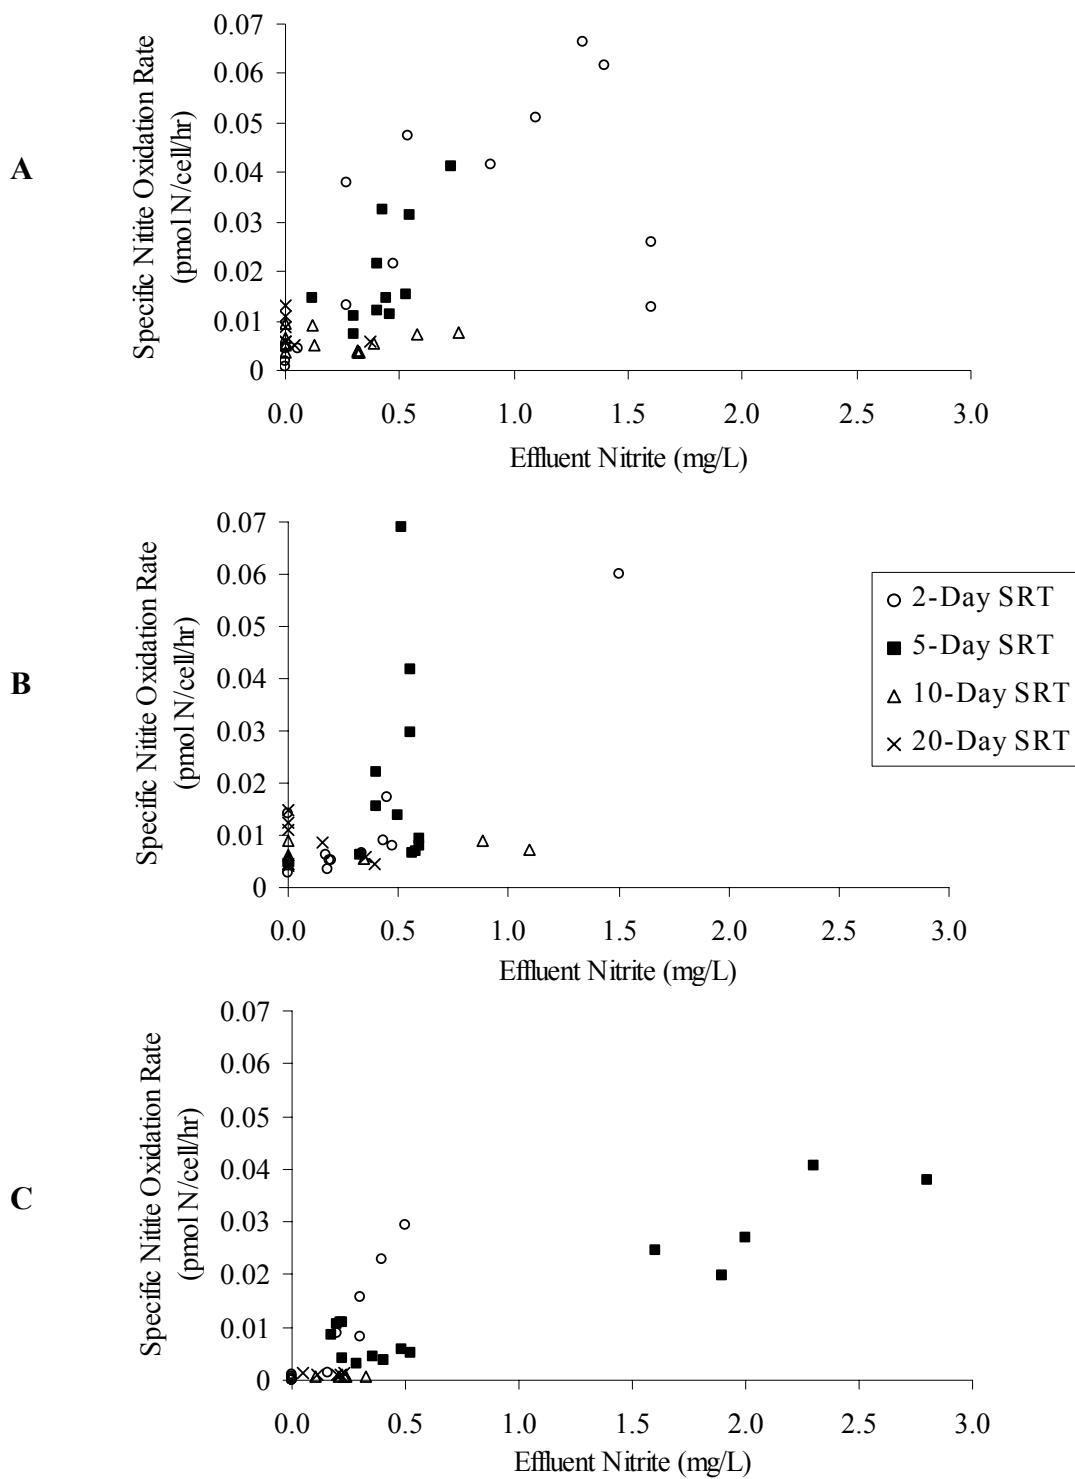 A
Specific Nitite Oxidation Rate
(pmol N/cell/hr)
0.07
0.06
0.05
0.04
0.03
0.02
0.01
0
0.0 0.5 1.0 1.5 2.0 2.5 3.0
Effluent Nitrite (mg/L)
B
Specific Nitite Oxidation Rate
(pmol N/cell/hr)
0.07
0.06
0.05
0.04
0.03
0.02
0.01
0
0.0 0.5 1.0 1.5 2.0 2.5 3.0
Effluent Nitrite (mg/L)
2-Day SRT
5-Day SRT
10-Day SRT
20-Day SRT
C
Specific Nitite Oxidation Rate
(pmol N/cell/hr)
0.07
0.06
0.05
0.04
0.03
0.02
0.01
0
0.0 0.5 1.0 1.5 2.0 2.5 3.0
Effluent Nitrite (mg/L)